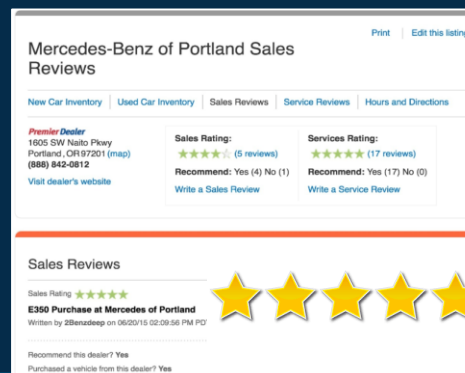 Print Edit this listing
Mercedes-Benz of Portland Sales
Reviews
New Car Inventory Used Car Inventory Sales Reviews Service Reviews Hours and Directions
Premier Dealer
1605 SW Naito Pkwy
Portland, OR 97201 (map)
(888) 842-0812
Visit dealer's website
Sales Rating:
(5 reviews)
Recommend: Yes (4) No (1)
Write a Sales Review
Services Rating:
(17 reviews)
Recommend: Yes (17) No (0)
Write a Service Review
Sales Reviews
Sales Rating
E350 Purchase at Mercedes of Portland
Written by 2Benzdeep on 06/20/15 02:09:56 PM PD
Recommend this dealer? Yes
Purchased a vehicle from this dealer? Yes